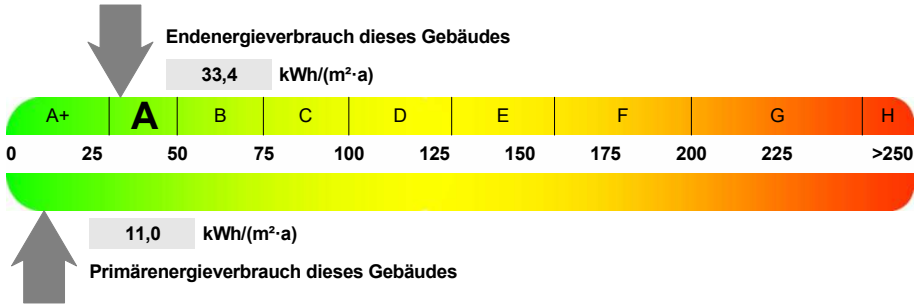 Endenergieverbrauch dieses Gebäudes
33,4 kWh/(m²·a)
A+ A B C D E F G H
0 25 50 75 100 125 150 175 200 225 >250
11,0 kWh/(m²·a)
Primärenergieverbrauch dieses Gebäudes